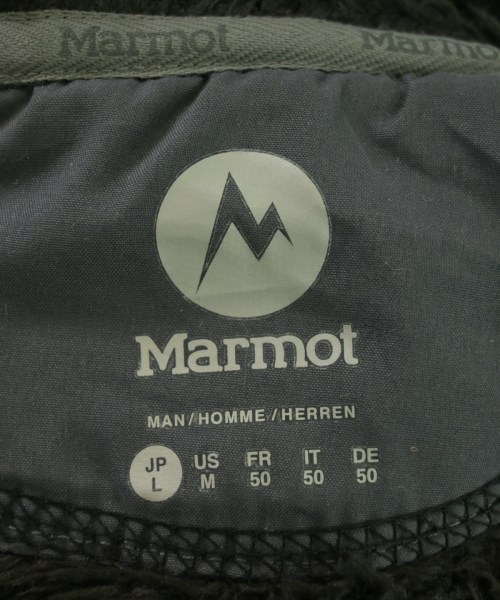 Marmot Marmot
Marmot
MAN/HOMME/HERREN
JP US FR IT DE
L M 50 50 50